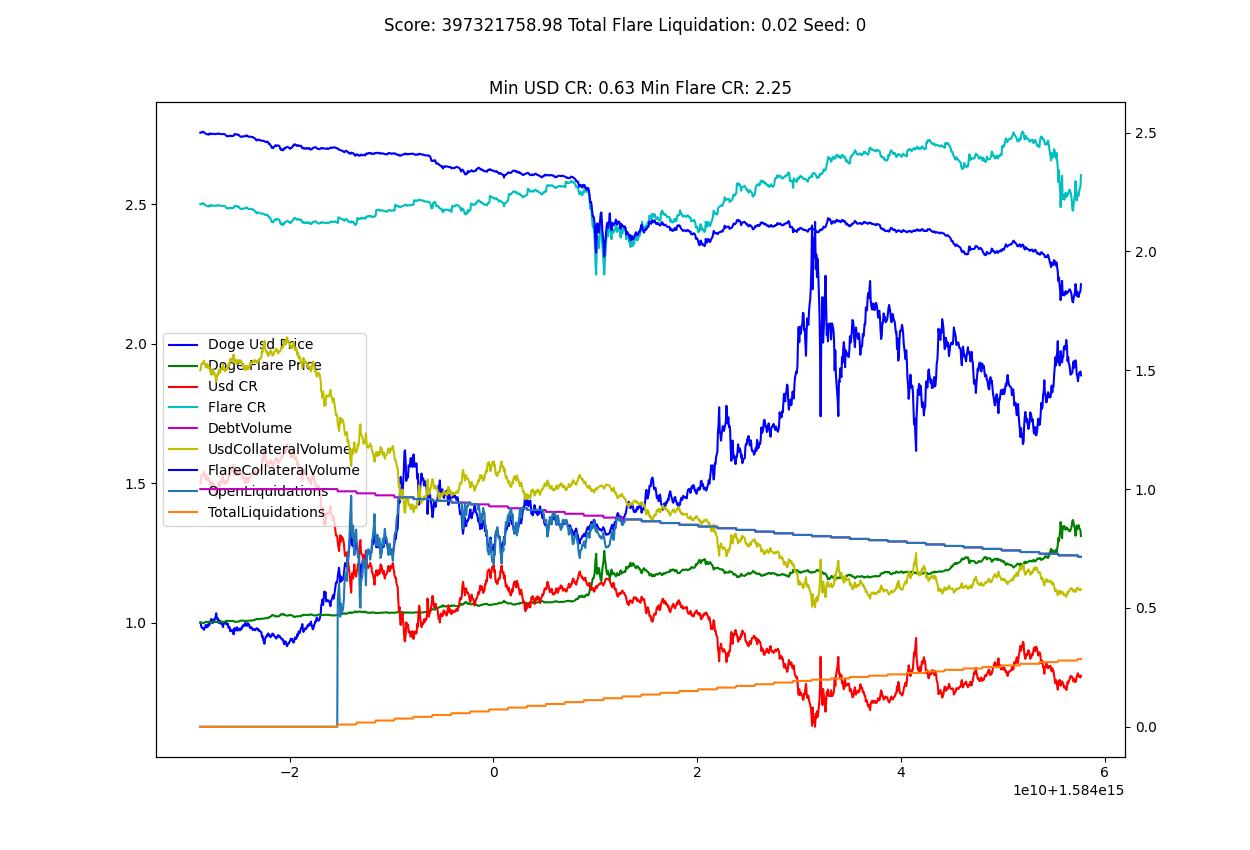 Score: 397321758.98 Total Flare Liquidation: 0.02 Seed: 0
Min USD CR: 0.63 Min Flare CR: 2.25
2.5
2.0
1.5
1.0
Doge Usd Price
Doge Flare Price
Usd CR
Flare CR
DebtVolume
UsdCollateralVolume
FlareCollateralVolume
OpenLiquidations
TotalLiquidations
2.5
2.0
1.5
1.0
0.5
0.0
−2
0
2
4
6
1e10+1.584e15